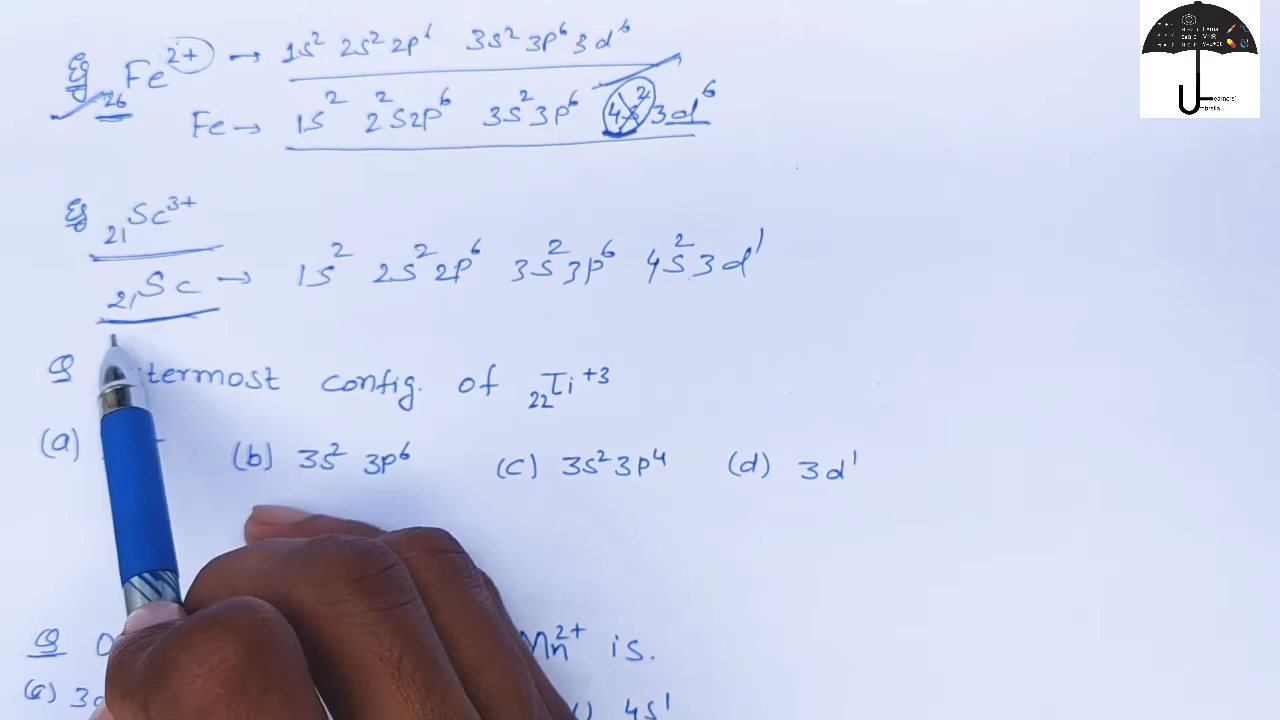 Eg 26Fe2+ → 1s² 2s² 2p⁶ 3s² 3p⁶ 3d⁶
Fe → 1s² 2s² 2p⁶ 3s² 3p⁶ 4s² 3d⁶
Eg 21Sc3+
21Sc → 1s² 2s² 2p⁶ 3s² 3p⁶ 4s² 3d¹
Q termost config. of 22Ti+3
(a) (b) 3s² 3p⁶ (c) 3s² 3p⁴ (d) 3d¹
Q Mn2+ is.
(a) 4s¹